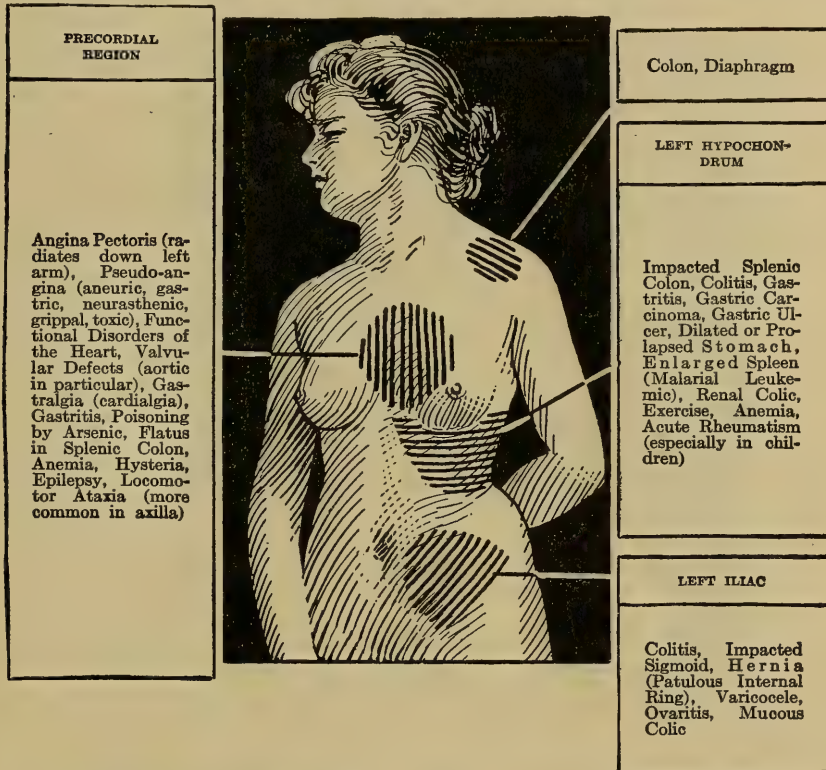 PRECORDIAL
REGION
Angina Pectoris (ra-
diates down left
arm), Pseudo-an-
gina (aneuric, gas-
tric, neurasthenic,
grippal, toxic), Func-
tional Disorders of
the Heart, Valvu-
lar Defects (aortic
in particular), Gas-
tralgia (cardialgia),
Gastritis, Poisoning
by Arsenic, Flatus
in Splenic Colon,
Anemia, Hysteria,
Epilepsy, Locomo-
tor Ataxia (more
common in axilla)
Colon, Diaphragm
LEFT HYPOCHON-
DRUM
Impacted Splenic
Colon, Colitis, Gas-
tritis, Gastric Car-
cinoma, Gastric Ul-
cer, Dilated or Pro-
lapsed Stomach,
Enlarged Spleen
(Malarial Leuke-
mic), Renal Colic,
Exercise, Anemia,
Acute Rheumatism
(especially in chil-
dren)
LEFT ILIAC
Colitis, Impacted
Sigmoid, Hernia
(Patulous Internal
Ring), Varicocele,
Ovaritis, Mucous
Colic